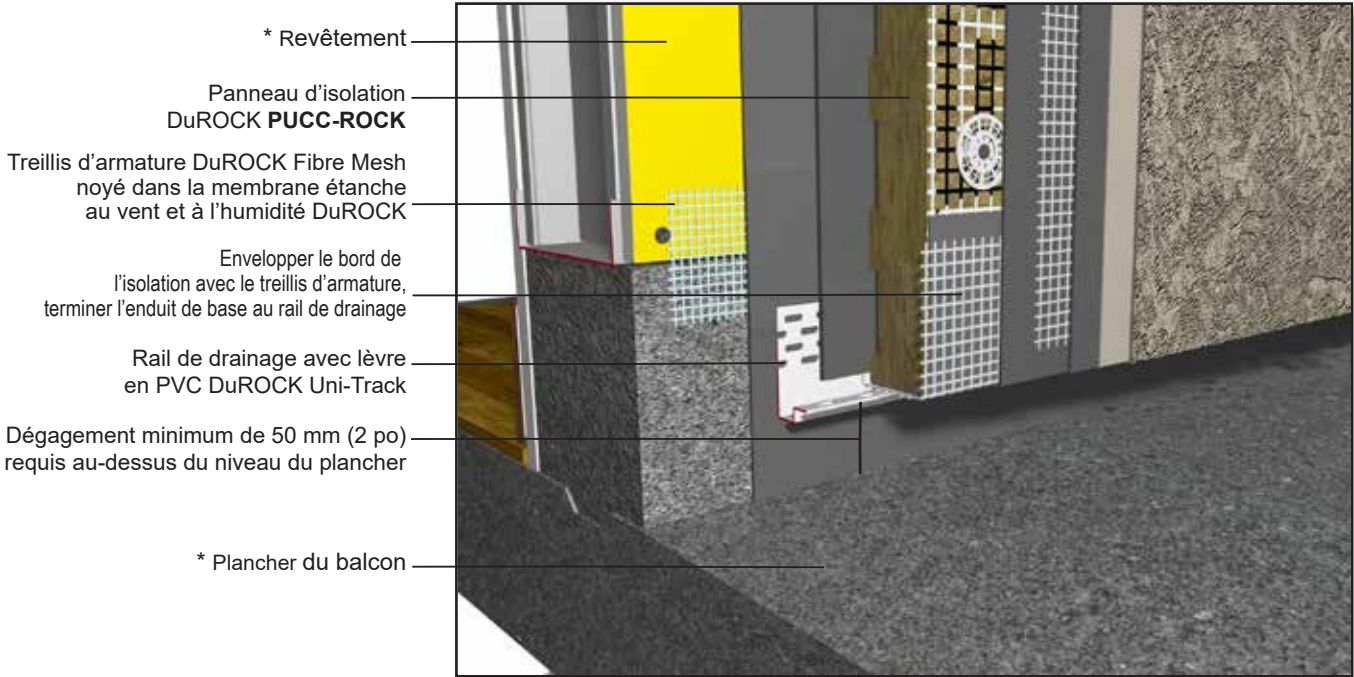 * Revêtement
Panneau d'isolation
DuROCK PUCC-ROCK
Treillis d'armature DuROCK Fibre Mesh
noyé dans la membrane étanche
au vent et à l'humidité DuROCK
Envelopper le bord de
l'isolation avec le treillis d'armature,
terminer l'enduit de base au rail de drainage
Rail de drainage avec lèvre
en PVC DuROCK Uni-Track
Dégagement minimum de 50 mm (2 po)
requis au-dessus du niveau du plancher
* Plancher du balcon